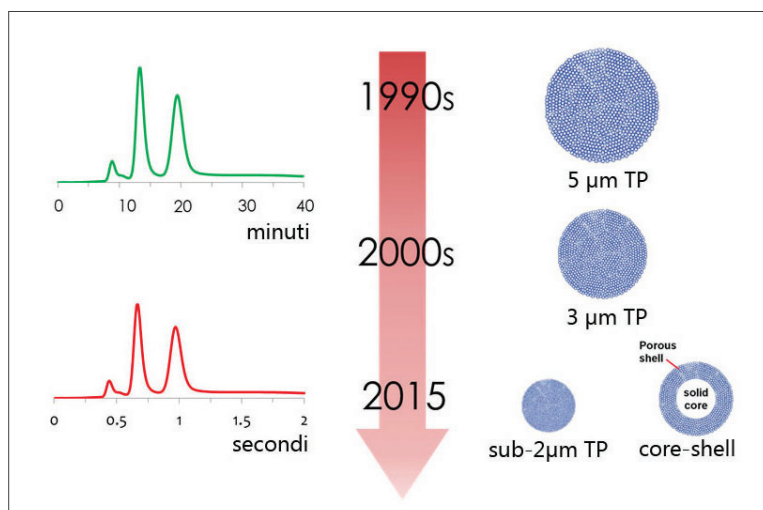 0 10 20 30 40
minuti
1990s
5 µm TP
2000s
3 µm TP
0 0.5 1 1.5 2
secondi
2015
Porous
shell
solid
core
sub-2µm TP
core-shell